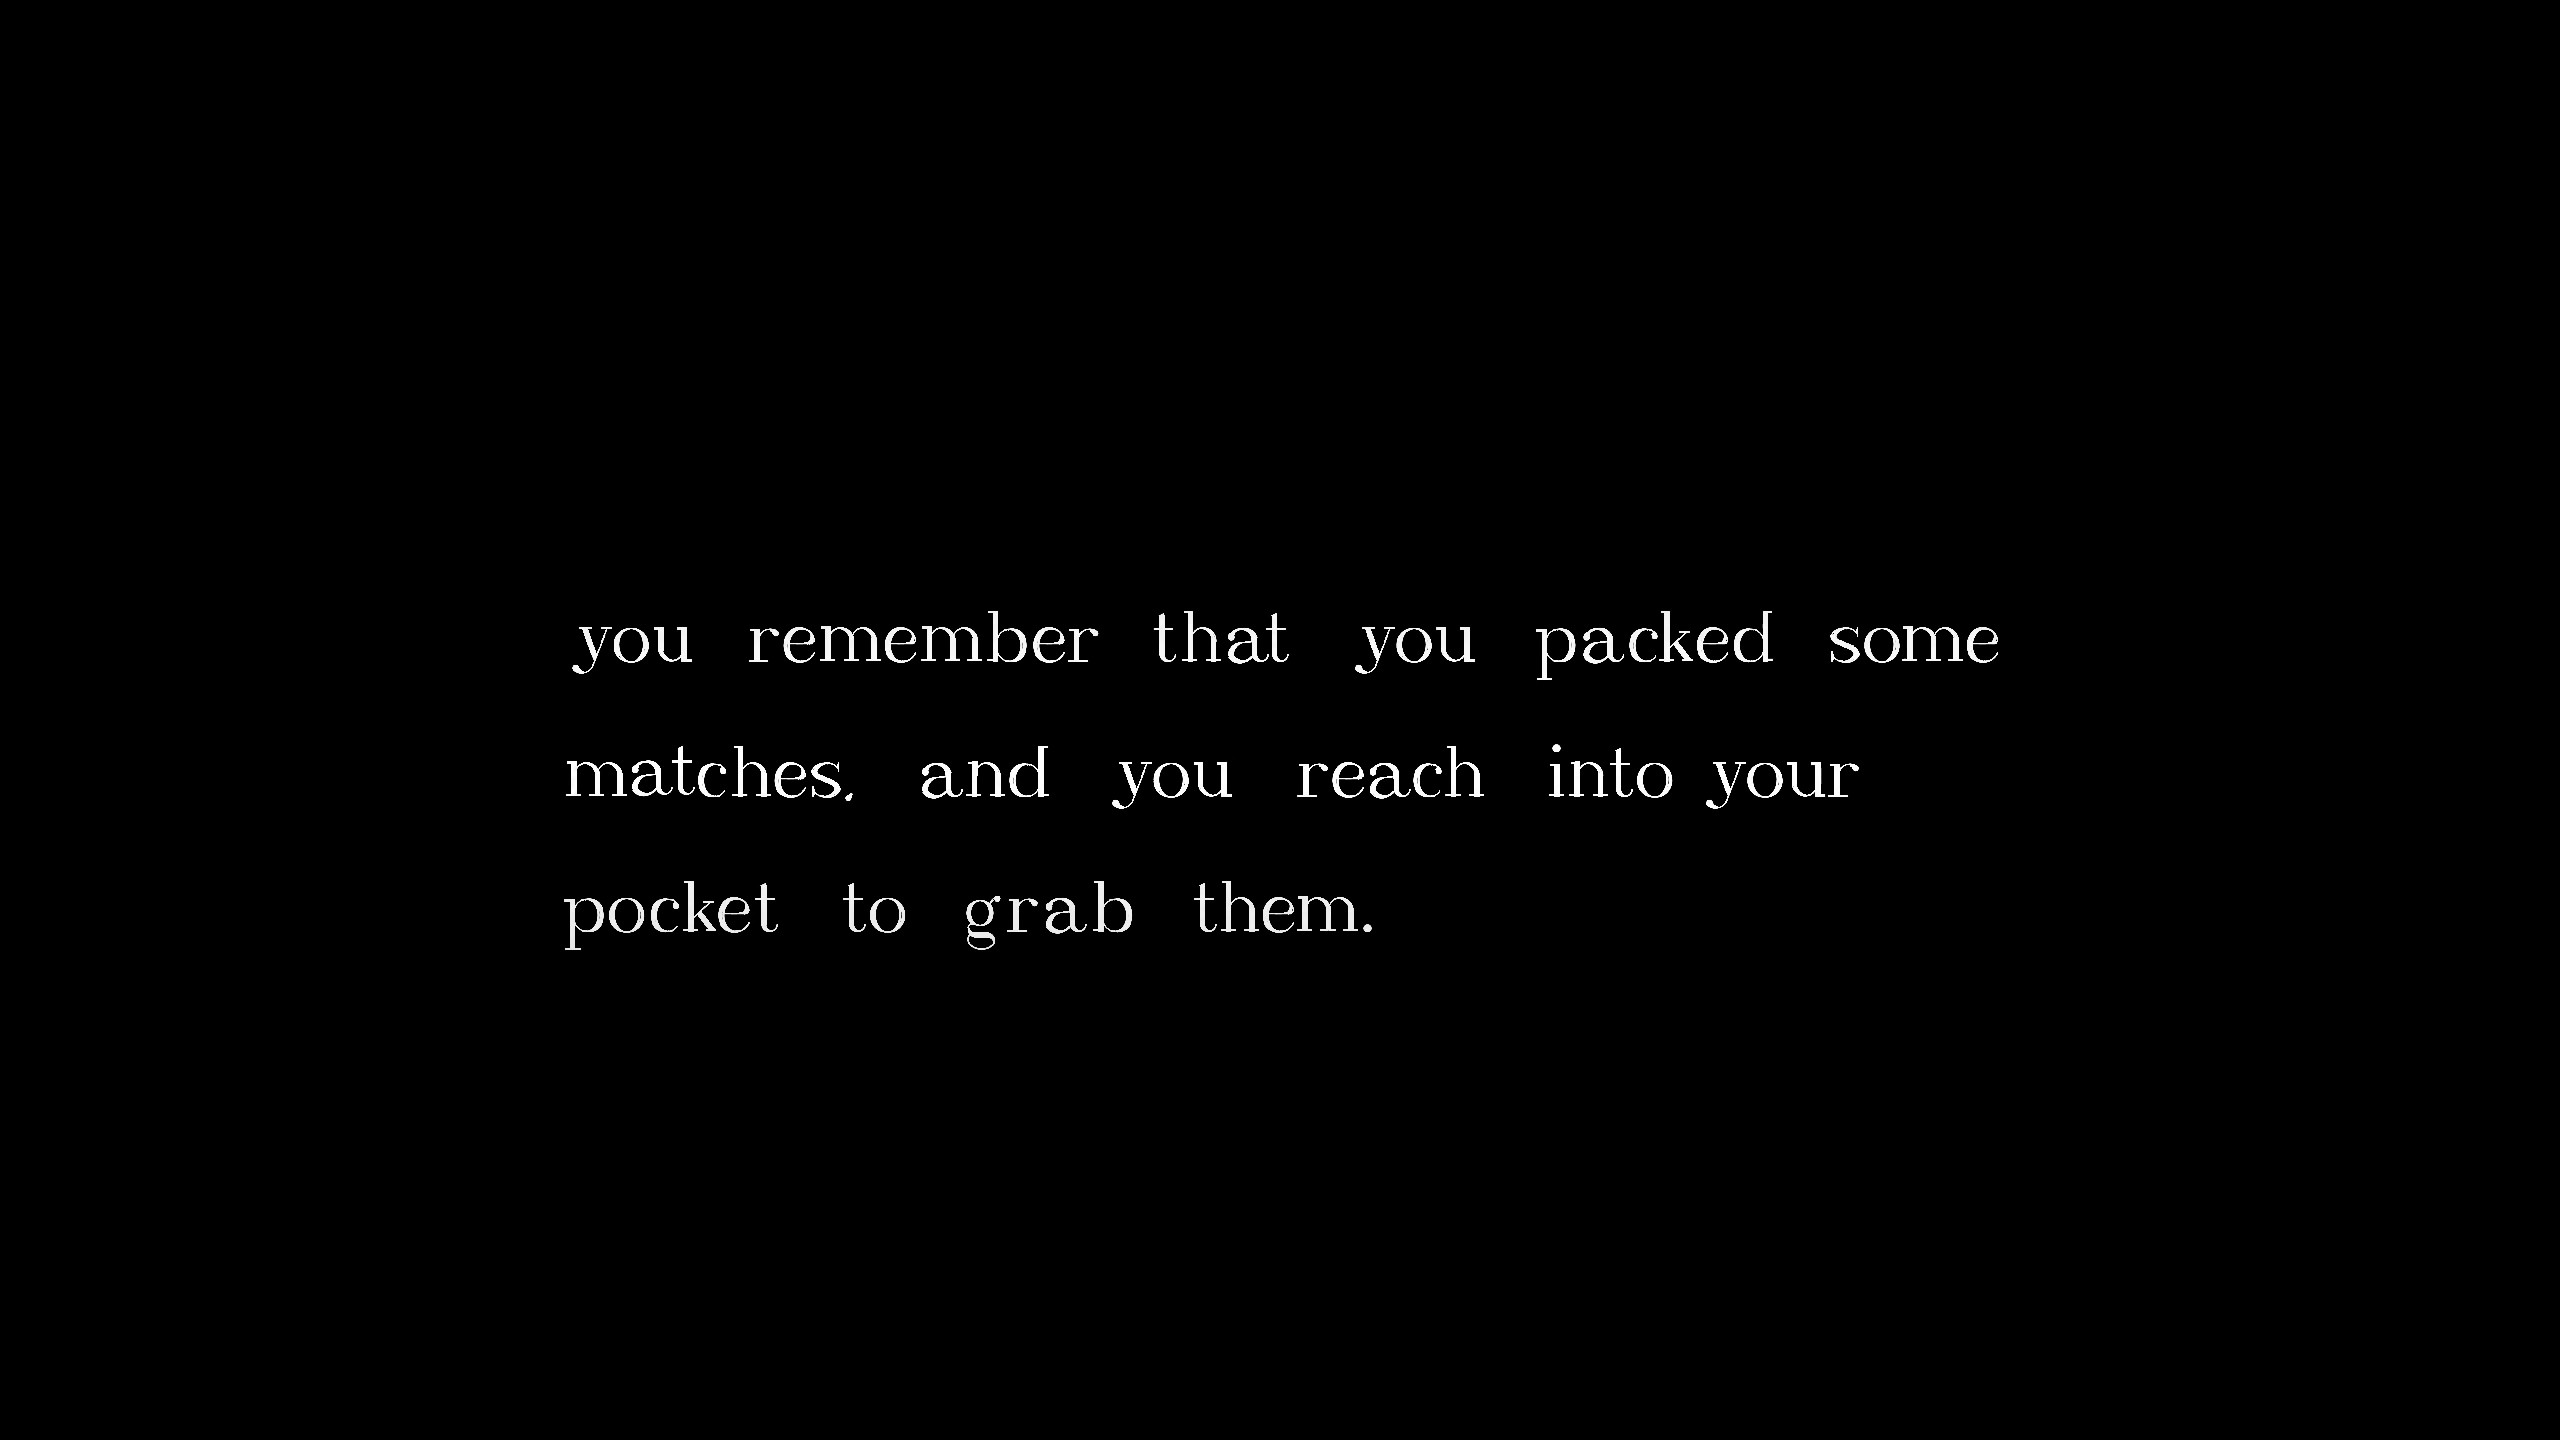 you remember that you packed some
matches, and you reach into your
pocket to grab them.